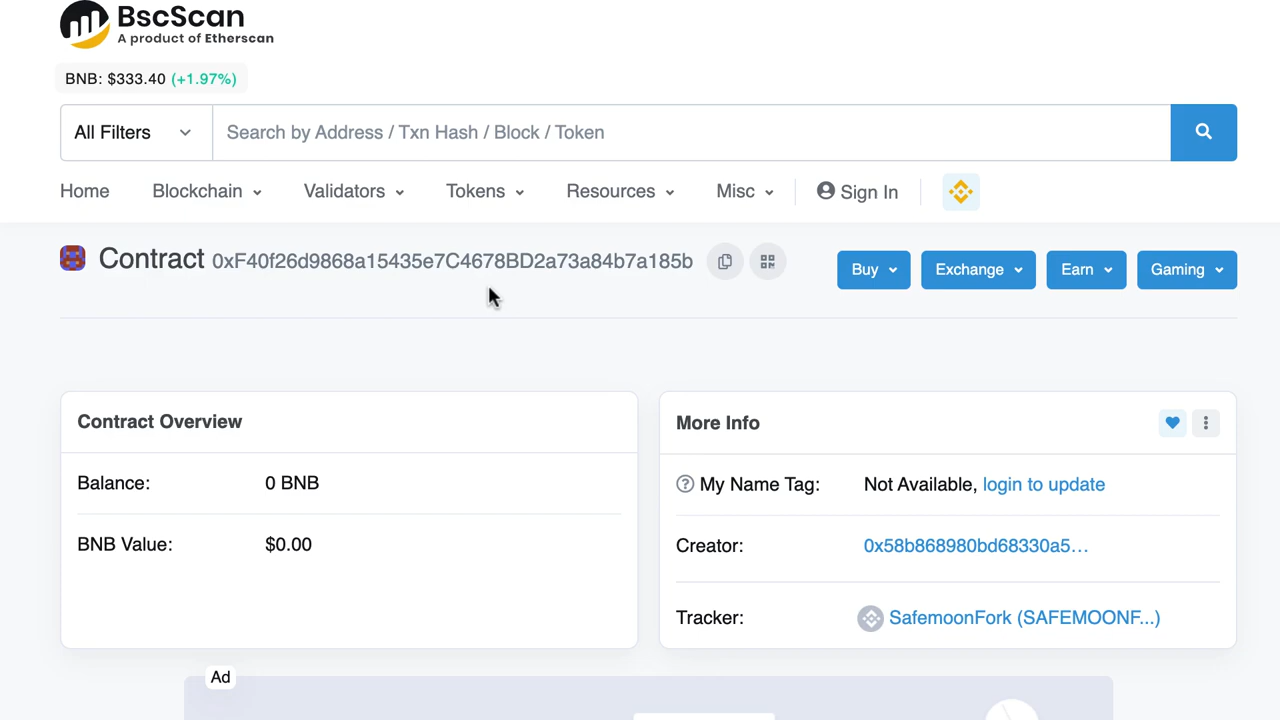 BscScan
A product of Etherscan
BNB: $333.40 (+1.97%)
All Filters
Search by Address / Txn Hash / Block / Token
Home Blockchain Validators Tokens Resources Misc Sign In
Contract 0xF40f26d9868a15435e7C4678BD2a73a84b7a185b
Buy Exchange Earn Gaming
Contract Overview
Balance: 0 BNB
BNB Value: $0.00
More Info
? My Name Tag: Not Available, login to update
Creator: 0x58b868980bd68330a5...
Tracker: SafemoonFork (SAFEMOONF...)
Ad